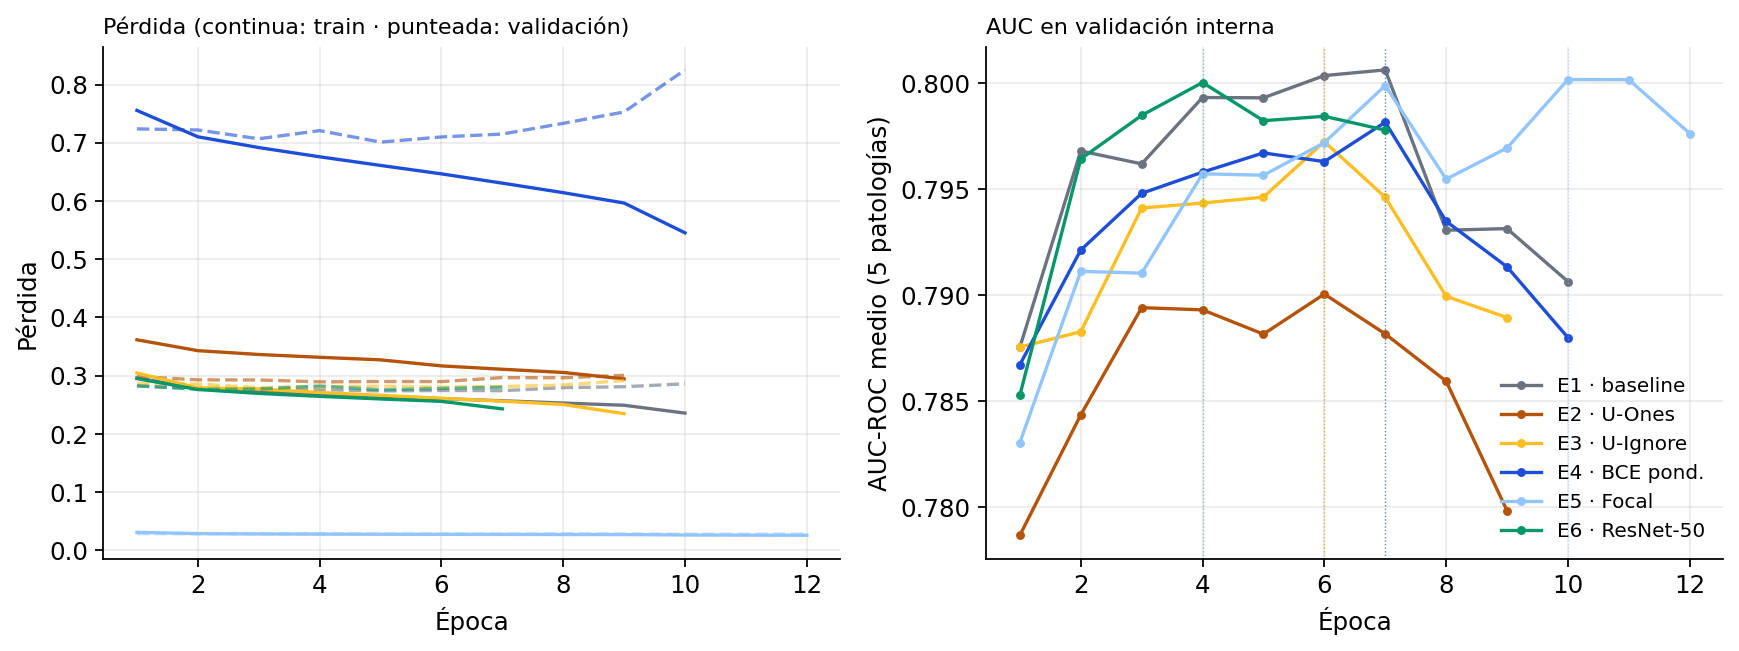 Pérdida (continua: train · punteada: validación)
0.8
0.7
0.6
0.5
0.4
0.3
0.2
0.1
0.0
Pérdida
2 4 6 8 10 12
Época
AUC en validación interna
0.800
0.795
0.790
0.785
0.780
AUC-ROC medio (5 patologías)
2 4 6 8 10 12
Época
E1 · baseline
E2 · U-Ones
E3 · U-Ignore
E4 · BCE pond.
E5 · Focal
E6 · ResNet-50